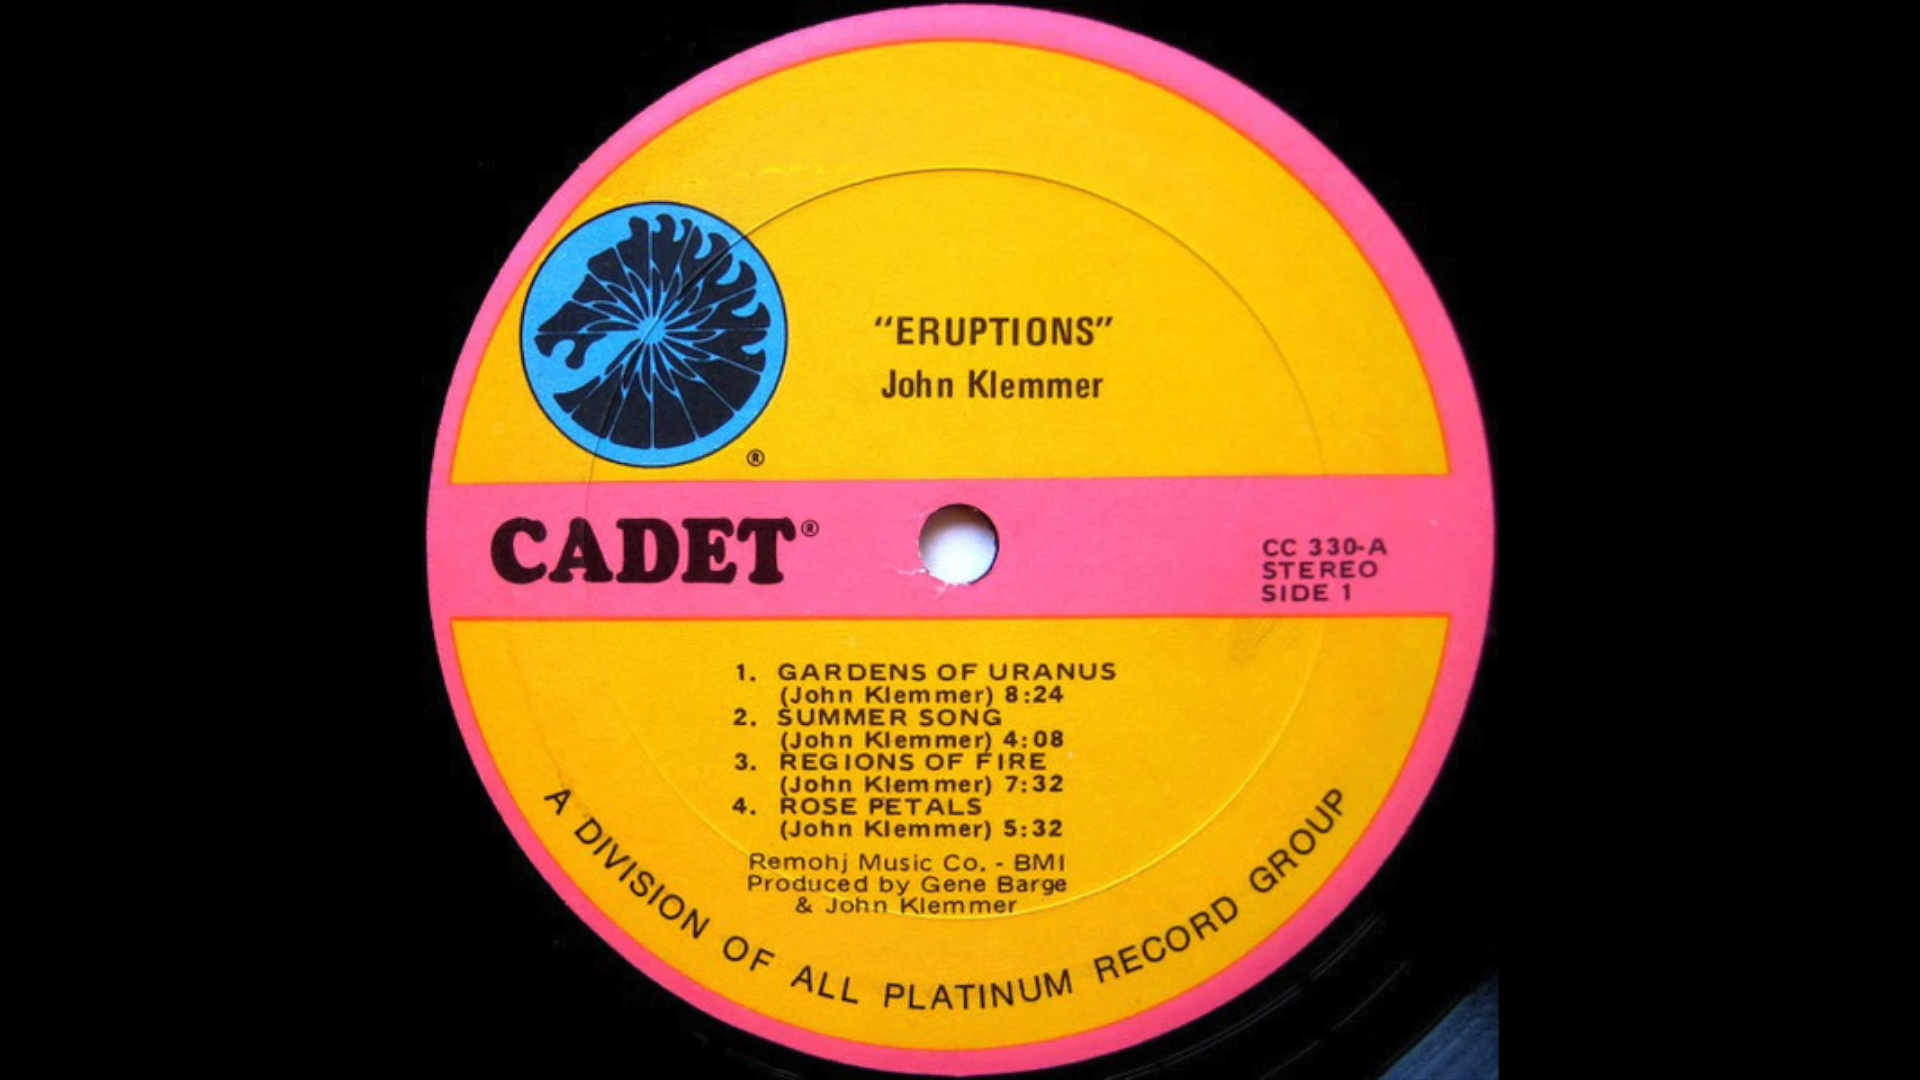 “ERUPTIONS”
John Klemmer
®
CADET®
CC 330-A
STEREO
SIDE 1
1. GARDENS OF URANUS
(John Klemmer) 8:24
2. SUMMER SONG
(John Klemmer) 4:08
3. REGIONS OF FIRE
(John Klemmer) 7:32
4. ROSE PETALS
(John Klemmer) 5:32
Remohj Music Co. - BMI
Produced by Gene Barge
& John Klemmer
A DIVISION OF ALL PLATINUM RECORD GROUP